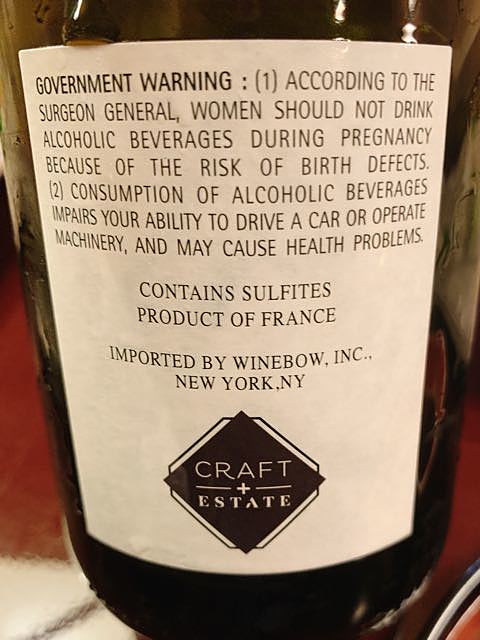 GOVERNMENT WARNING : (1) ACCORDING TO THE
SURGEON GENERAL, WOMEN SHOULD NOT DRINK
ALCOHOLIC BEVERAGES DURING PREGNANCY
BECAUSE OF THE RISK OF BIRTH DEFECTS.
(2) CONSUMPTION OF ALCOHOLIC BEVERAGES
IMPAIRS YOUR ABILITY TO DRIVE A CAR OR OPERATE
MACHINERY, AND MAY CAUSE HEALTH PROBLEMS.
CONTAINS SULFITES
PRODUCT OF FRANCE
IMPORTED BY WINEBOW, INC.,
NEW YORK,NY
CRAFT
+
ESTATE